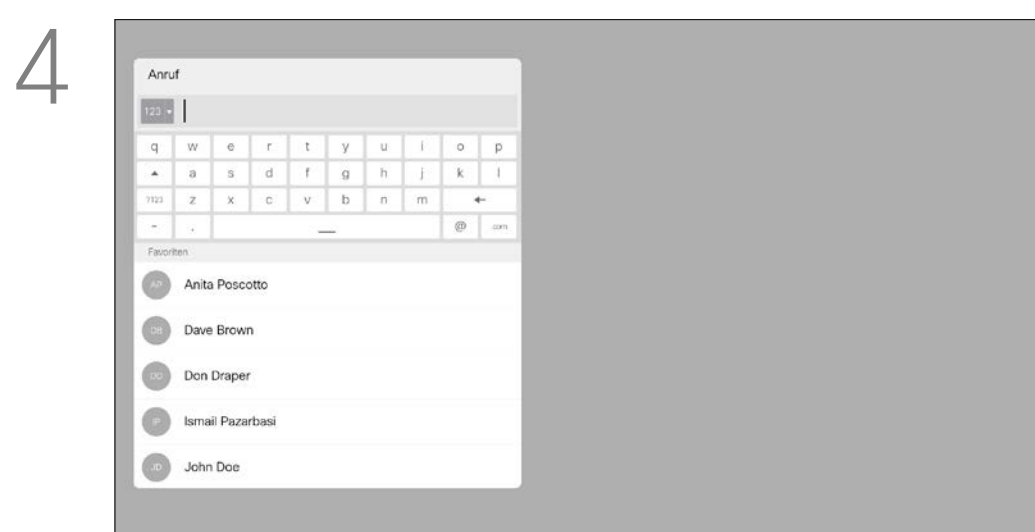 4
Anruf
123
q w e r t y u i o p
a s d f g h j k l
?123 z x c v b n m
- . @ .com
Favoriten
AP Anita Poscotto
DB Dave Brown
DD Don Draper
IP Ismail Pazarbasi
JD John Doe